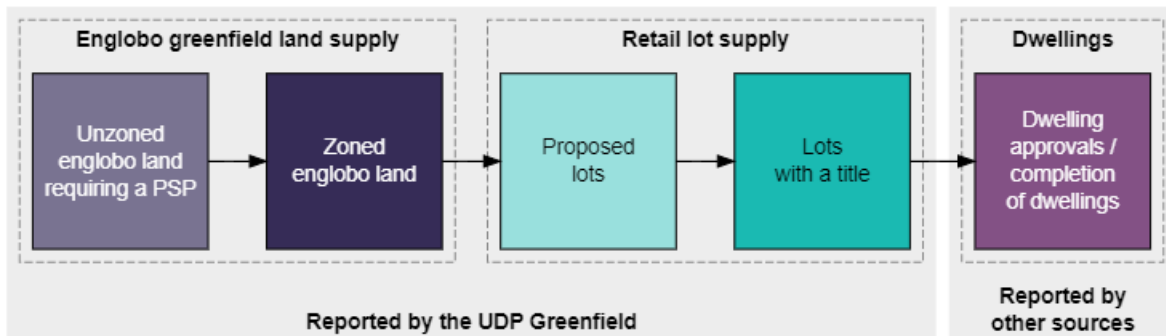 Englobo greenfield land supply
Unzoned
englobo land
requiring a PSP
Zoned
englobo land
Retail lot supply
Proposed
lots
Lots
with a title
Dwellings
Dwelling
approvals /
completion
of dwellings
Reported by the UDP Greenfield
Reported by
other sources